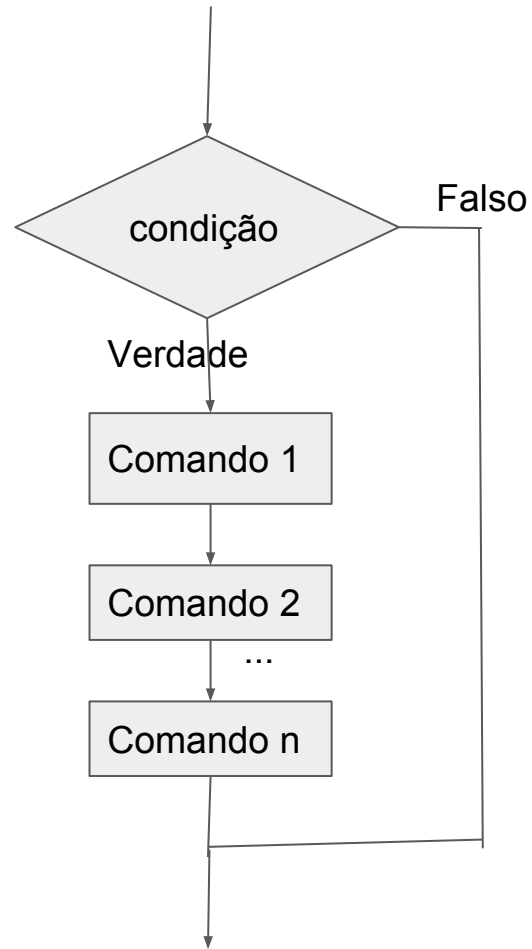 Falso
condição
Verdade
Comando 1
Comando 2
...
Comando n